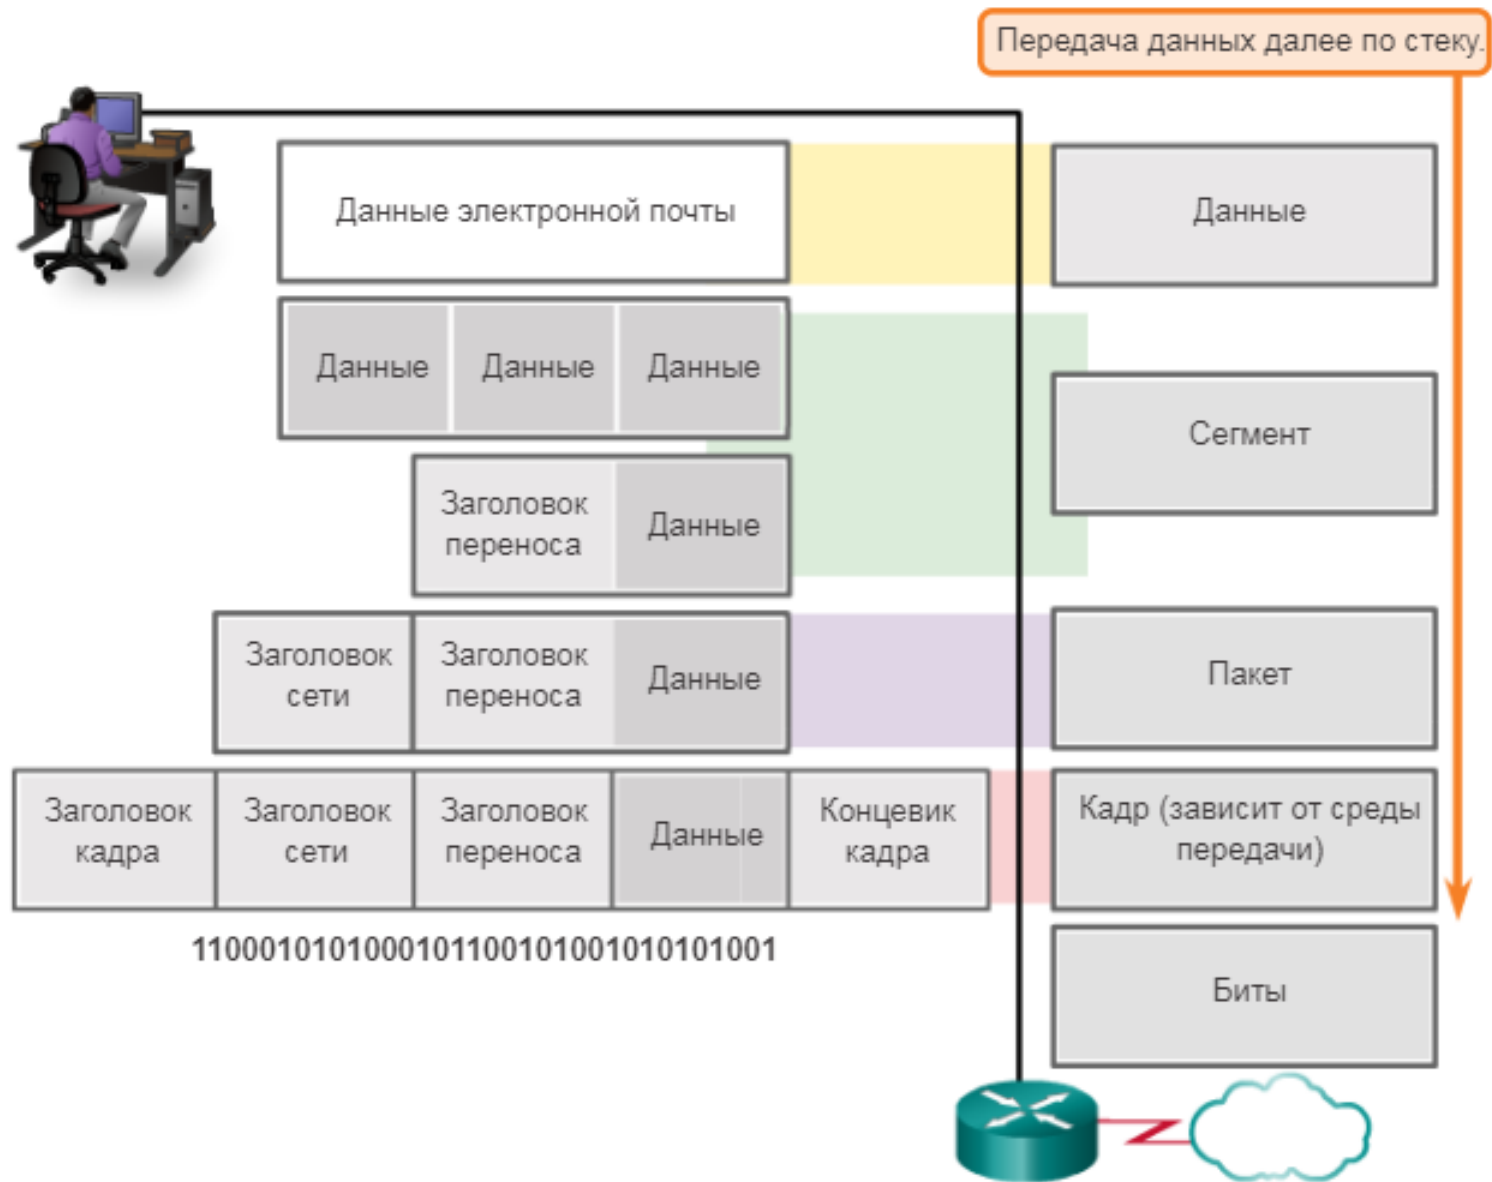 Передача данных далее по стеку.
Данные электронной почты
Данные
Данные Данные Данные
Сегмент
Заголовок
переноса
Данные
Заголовок
сети
Заголовок
переноса
Данные
Пакет
Заголовок
кадра
Заголовок
сети
Заголовок
переноса
Данные
Концевик
кадра
Кадр (зависит от среды
передачи)
1100010101000101100101001010101001
Биты